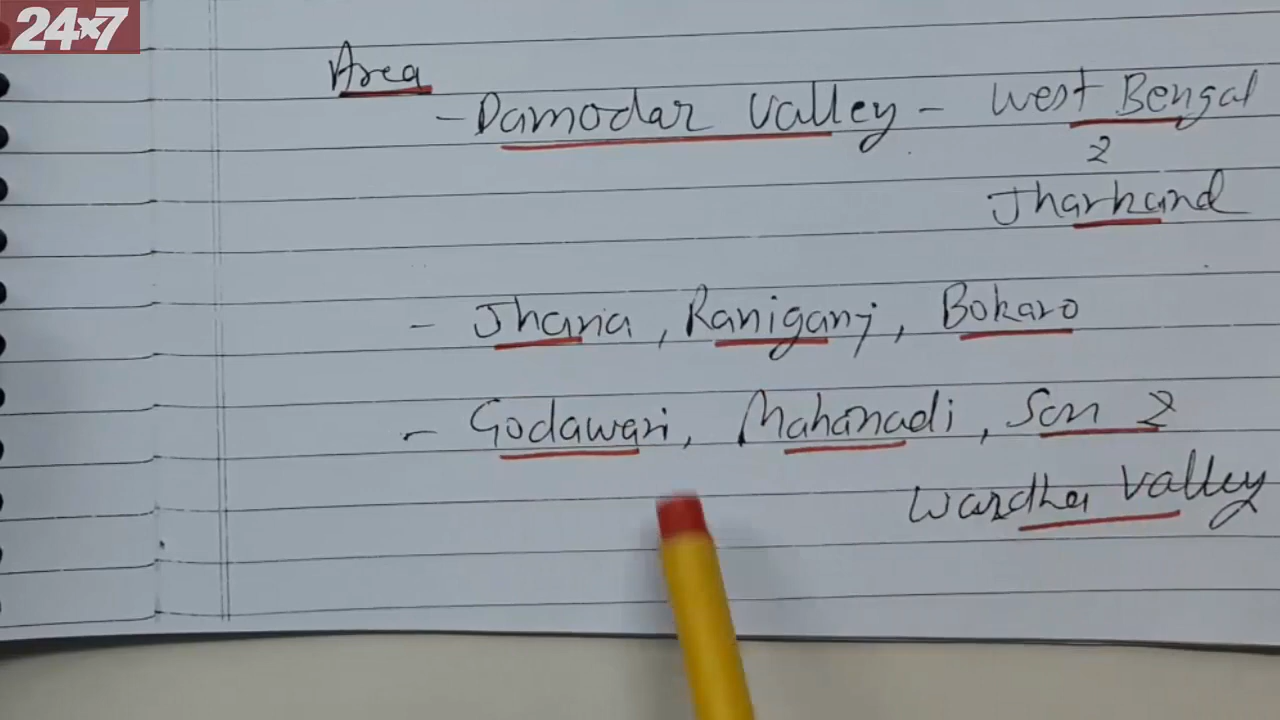 24x7
Area
- Damodar Valley - West Bengal
&
Jharkand
- Jharia, Raniganj, Bokaro
- Godawari, Mahanadi, Son &
Wardha Valley